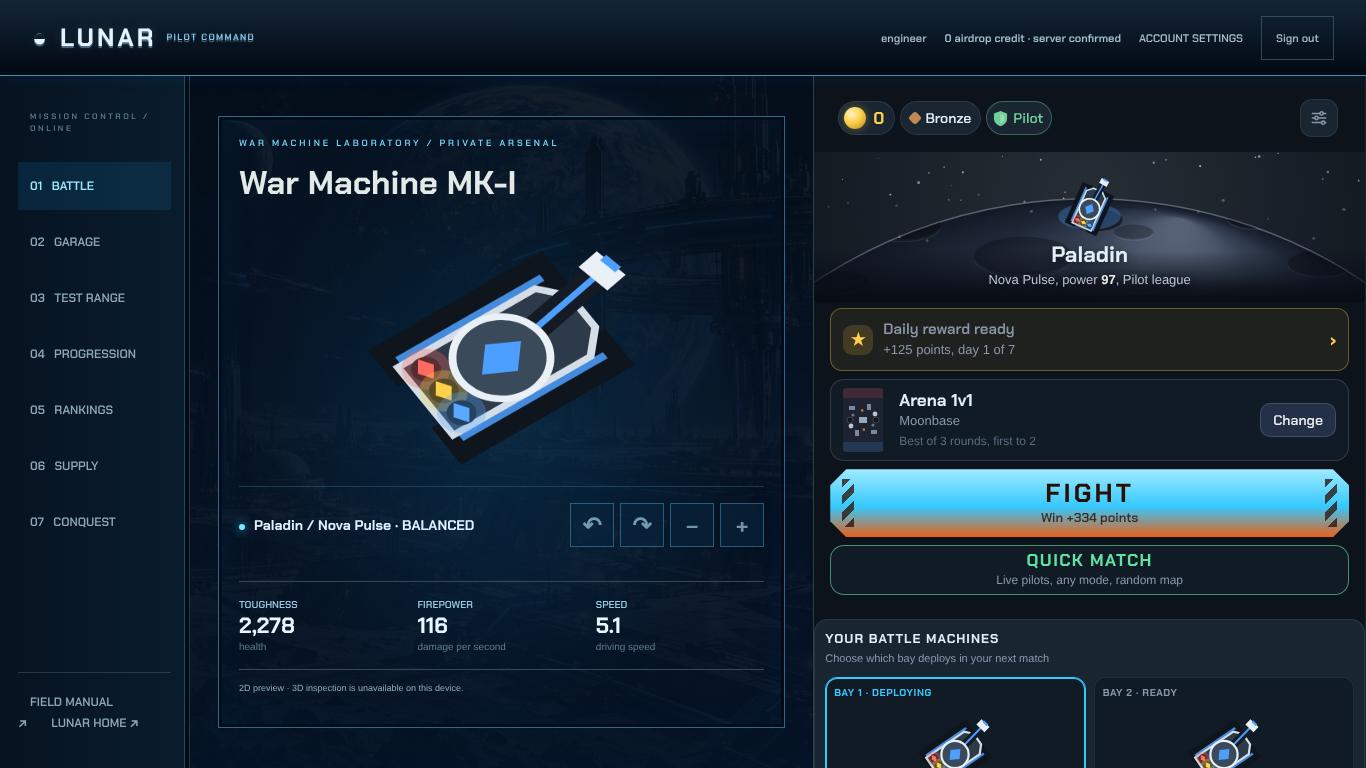 LUNAR PILOT COMMAND
engineer 0 airdrop credit · server confirmed ACCOUNT SETTINGS Sign out
MISSION CONTROL /
ONLINE
01 BATTLE
02 GARAGE
03 TEST RANGE
04 PROGRESSION
05 RANKINGS
06 SUPPLY
07 CONQUEST
FIELD MANUAL
↗ LUNAR HOME ↗
WAR MACHINE LABORATORY / PRIVATE ARSENAL
War Machine MK-I
Paladin / Nova Pulse · BALANCED
↶ ↷ − +
TOUGHNESS FIREPOWER SPEED
2,278 116 5.1
health damage per second driving speed
2D preview · 3D inspection is unavailable on this device.
0 Bronze Pilot
Paladin
Nova Pulse, power 97, Pilot league
Daily reward ready
+125 points, day 1 of 7
›
Arena 1v1
Moonbase
Best of 3 rounds, first to 2
Change
FIGHT
Win +334 points
QUICK MATCH
Live pilots, any mode, random map
YOUR BATTLE MACHINES
Choose which bay deploys in your next match
BAY 1 · DEPLOYING BAY 2 · READY